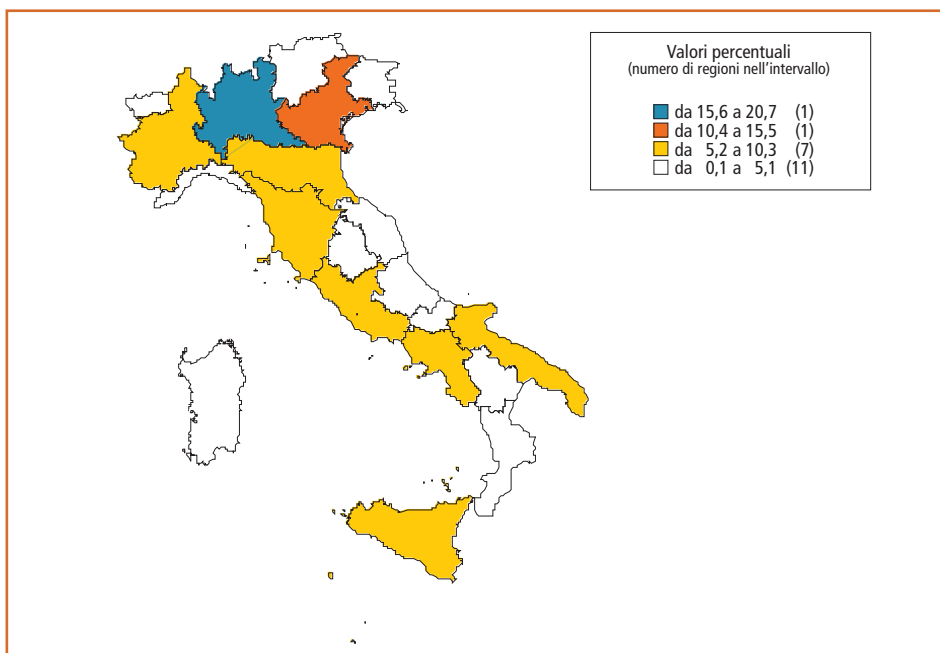 Valori percentuali
(numero di regioni nell'intervallo)
da 15,6 a 20,7 (1)
da 10,4 a 15,5 (1)
da 5,2 a 10,3 (7)
da 0,1 a 5,1 (11)